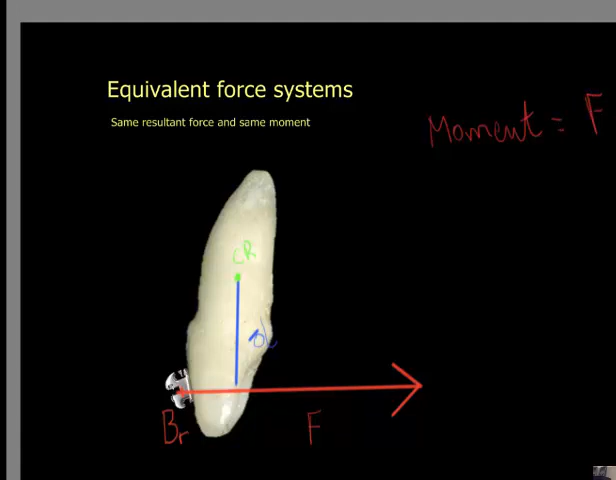 Equivalent force systems
Same resultant force and same moment
Moment = F
CR
d
Br
F